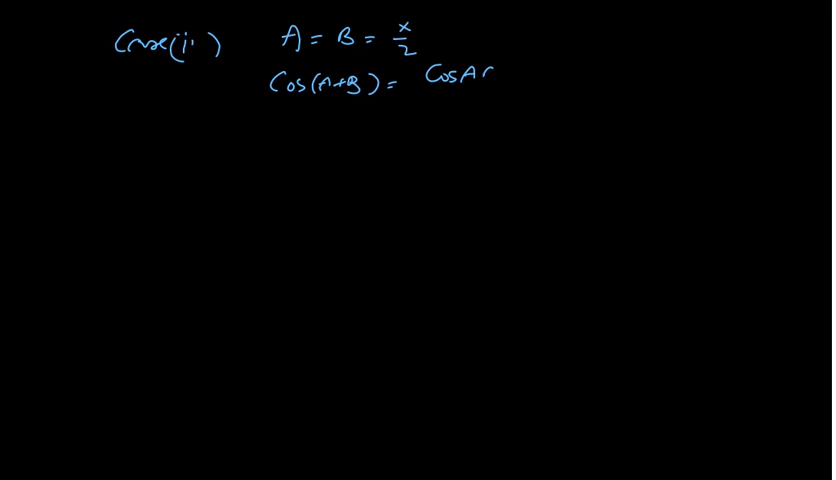 Case(ii) A = B = x/2
Cos(A+B) = CosA